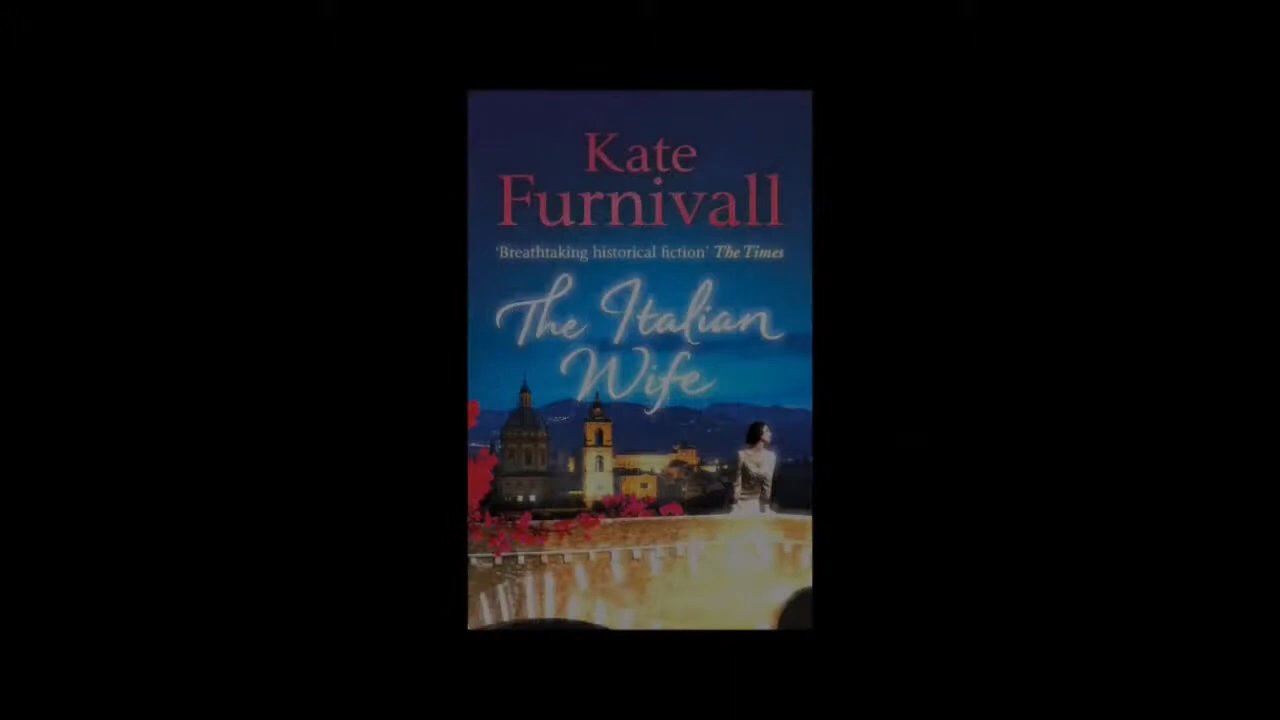 Kate
Furnivall
'Breathtaking historical fiction' The Times
The Italian
Wife